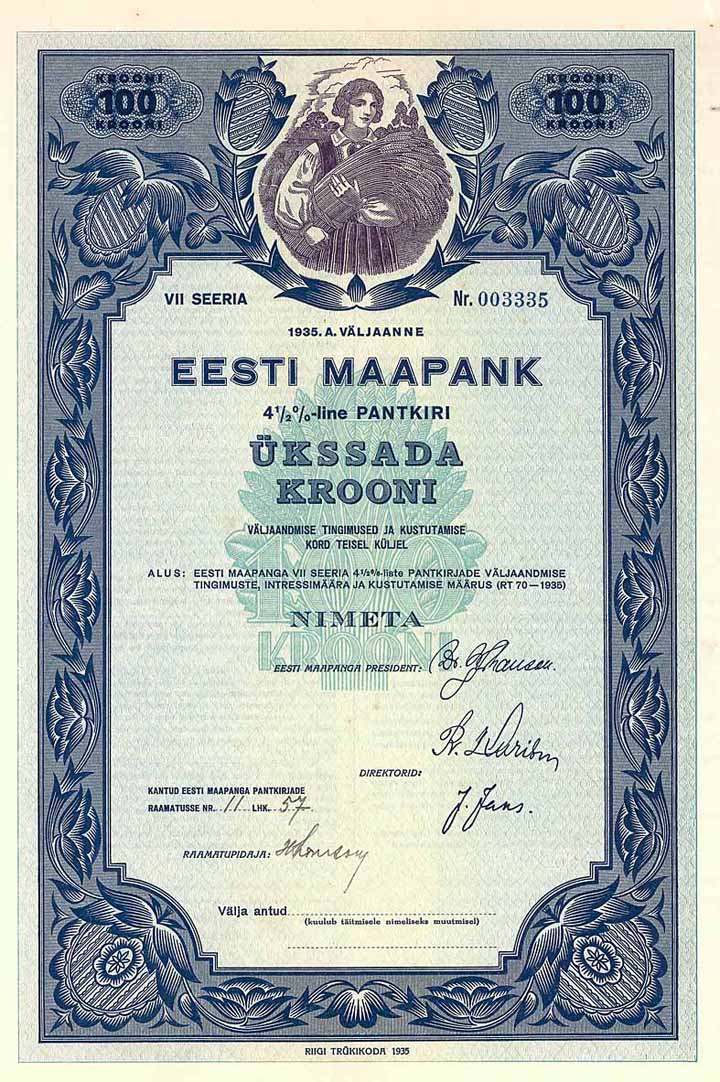 KROONI KROONI
100 100
KROONI KROONI
VII SEERIA Nr. 003335
1935. A. VÄLJAANNE
EESTI MAAPANK
4½%-line PANTKIRI
ÜKSSADA
KROONI
VÄLJAANDMISE TINGIMUSED JA KUSTUTAMISE
KORD TEISEL KÜLJEL
100
ALUS: EESTI MAAPANGA VII SEERIA 4½%-liste PANTKIRJADE VÄLJAANDMISE
TINGIMUSTE, INTRESSIMÄÄRA JA KUSTUTAMISE MÄÄRUS (RT 70—1935)
NIMETA
KROONI
EESTI MAAPANGA PRESIDENT: Dr.
DIREKTORID:
KANTUD EESTI MAAPANGA PANTKIRJADE
RAAMATUSSE NR. 11 LHK. 57.
J. Jans.
RAAMATUPIDAJA:
Välja antud
(kuulub täitmisele nimeliseks muutmisel)
RIIGI TRÜKIKODA 1935